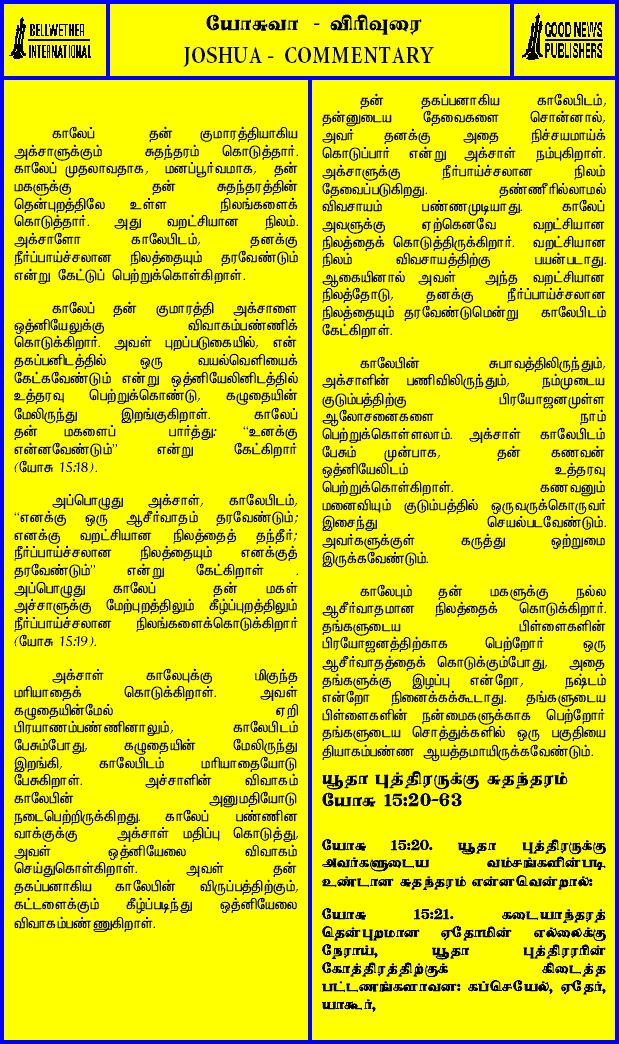 BELLWETHER
INTERNATIONAL
யோசுவா - விரிவுரை
JOSHUA - COMMENTARY
GOOD NEWS
PUBLISHERS
காலேப் தன் குமாரத்தியாகிய
அக்சாளுக்கும் சுதந்தரம் கொடுத்தார்.
காலேப் முதலாவதாக, மனப்பூர்வமாக, தன்
மகளுக்கு தன் சுதந்தரத்தின்
தென்புறத்திலே உள்ள நிலங்களைக்
கொடுத்தார். அது வறட்சியான நிலம்.
அக்சாளோ காலேபிடம், தனக்கு
நீர்ப்பாய்ச்சலான நிலத்தையும் தரவேண்டும்
என்று கேட்டுப் பெற்றுக்கொள்கிறாள்.
காலேப் தன் குமாரத்தி அக்சாளை
ஒத்னியேலுக்கு விவாகம்பண்ணிக்
கொடுக்கிறார். அவள் புறப்படுகையில், என்
தகப்பனிடத்தில் ஒரு வயல்வெளியைக்
கேட்கவேண்டும் என்று ஒத்னியேலினிடத்தில்
உத்தரவு பெற்றுக்கொண்டு, கழுதையின்
மேலிருந்து இறங்குகிறாள். காலேப்
தன் மகளைப் பார்த்து: “உனக்கு
என்னவேண்டும்” என்று கேட்கிறார்
(யோசு 15:18).
அப்பொழுது அக்சாள், காலேபிடம்,
“எனக்கு ஒரு ஆசீர்வாதம் தரவேண்டும்;
எனக்கு வறட்சியான நிலத்தைத் தந்தீர்;
நீர்ப்பாய்ச்சலான நிலத்தையும் எனக்குத்
தரவேண்டும்” என்று கேட்கிறாள் .
அப்பொழுது காலேப் தன் மகள்
அச்சாளுக்கு மேற்புறத்திலும் கீழ்ப்புறத்திலும்
நீர்ப்பாய்ச்சலான நிலங்களைக்கொடுக்கிறார்
(யோசு 15:19).
அக்சாள் காலேபுக்கு மிகுந்த
மரியாதைக் கொடுக்கிறாள். அவள்
கழுதையின்மேல் ஏறி
பிரயாணம்பண்ணினாலும், காலேபிடம்
பேசும்போது, கழுதையின் மேலிருந்து
இறங்கி, காலேபிடம் மரியாதையோடு
பேசுகிறாள். அச்சாளின் விவாகம்
காலேபின் அனுமதியோடு
நடைபெற்றிருக்கிறது. காலேப் பண்ணின
வாக்குக்கு அக்சாள் மதிப்பு கொடுத்து,
அவள் ஒத்னியேலை விவாகம்
செய்துகொள்கிறாள். அவள் தன்
தகப்பனாகிய காலேபின் விருப்பத்திற்கும்,
கட்டளைக்கும் கீழ்ப்படிந்து ஒத்னியேலை
விவாகம்பண்ணுகிறாள்.
தன் தகப்பனாகிய காலேபிடம்,
தன்னுடைய தேவைகளை சொன்னால்,
அவர் தனக்கு அதை நிச்சயமாய்க்
கொடுப்பார் என்று அக்சாள் நம்புகிறாள்.
அக்சாளுக்கு நீர்ப்பாய்ச்சலான நிலம்
தேவைப்படுகிறது. தண்ணீரில்லாமல்
விவசாயம் பண்ணமுடியாது. காலேப்
அவளுக்கு ஏற்கெனவே வறட்சியான
நிலத்தைக் கொடுத்திருக்கிறார். வறட்சியான
நிலம் விவசாயத்திற்கு பயன்படாது.
ஆகையினால் அவள் அந்த வறட்சியான
நிலத்தோடு, தனக்கு நீர்ப்பாய்ச்சலான
நிலத்தையும் தரவேண்டுமென்று காலேபிடம்
கேட்கிறாள்.
காலேபின் சுபாவத்திலிருந்தும்,
அக்சாளின் பணிவிலிருந்தும், நம்முடைய
குடும்பத்திற்கு பிரயோஜனமுள்ள
ஆலோசனைகளை நாம்
பெற்றுக்கொள்ளலாம். அக்சாள் காலேபிடம்
பேசும் முன்பாக, தன் கணவன்
ஒத்னியேலிடம் உத்தரவு
பெற்றுக்கொள்கிறாள். கணவனும்
மனைவியும் குடும்பத்தில் ஒருவருக்கொருவர்
இசைந்து செயல்படவேண்டும்.
அவர்களுக்குள் கருத்து ஒற்றுமை
இருக்கவேண்டும்.
காலேபும் தன் மகளுக்கு நல்ல
ஆசீர்வாதமான நிலத்தைக் கொடுக்கிறார்.
தங்களுடைய பிள்ளைகளின்
பிரயோஜனத்திற்காக பெற்றோர் ஒரு
ஆசீர்வாதத்தைக் கொடுக்கும்போது, அதை
தங்களுக்கு இழப்பு என்றோ, நஷ்டம்
என்றோ நினைக்கக்கூடாது. தங்களுடைய
பிள்ளைகளின் நன்மைகளுக்காக பெற்றோர்
தங்களுடைய சொத்துக்களில் ஒரு பகுதியை
தியாகம்பண்ண ஆயத்தமாயிருக்கவேண்டும்.
யூதா புத்திரருக்கு சுதந்தரம்
யோசு 15:20-63
யோசு 15:20. யூதா புத்திரருக்கு
அவர்களுடைய வம்சங்களின்படி
உண்டான சுதந்தரம் என்னவென்றால்:
யோசு 15:21. கடையாந்தரத்
தென்புறமான ஏதோமின் எல்லைக்கு
நேராய், யூதா புத்திரரரின்
கோத்திரத்திற்குக் கிடைத்த
பட்டணங்களாவன: கப்செயேல், ஏதேர்,
யாகூர்,